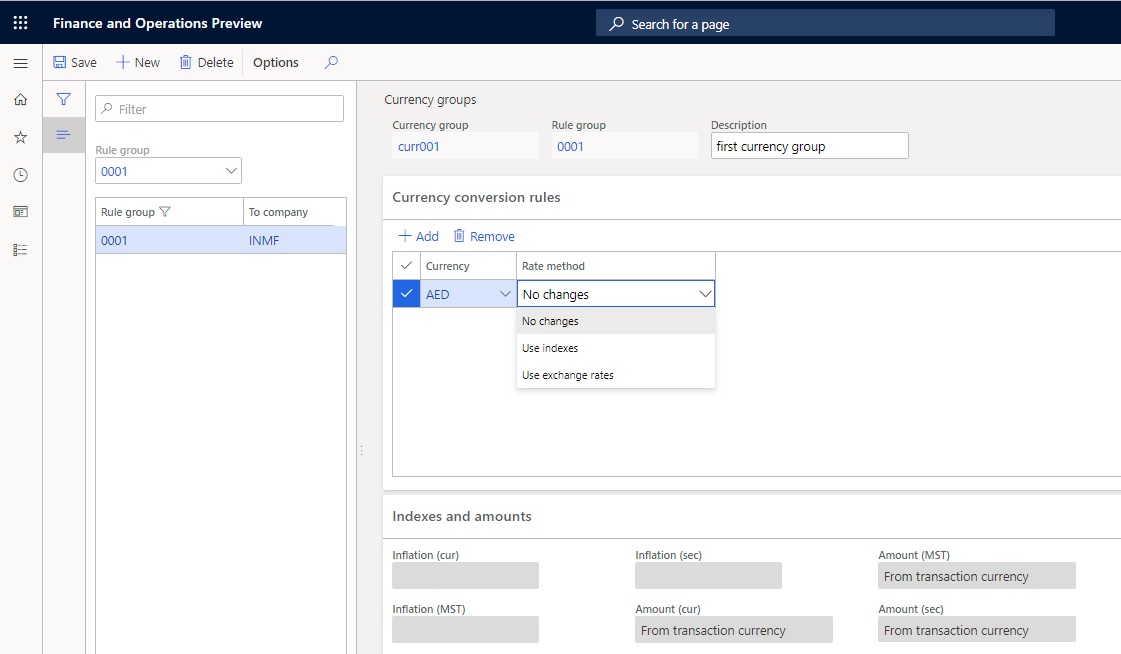 Finance and Operations Preview
Search for a page
Save
New
Delete
Options
Filter
Rule group
0001
Rule group
To company
0001
INMF
Currency groups
Currency group
Rule group
Description
curr001
0001
first currency group
Currency conversion rules
Add
Remove
Currency
Rate method
AED
No changes
No changes
Use indexes
Use exchange rates
Indexes and amounts
Inflation (cur)
Inflation (sec)
Amount (MST)
From transaction currency
Inflation (MST)
Amount (cur)
Amount (sec)
From transaction currency
From transaction currency